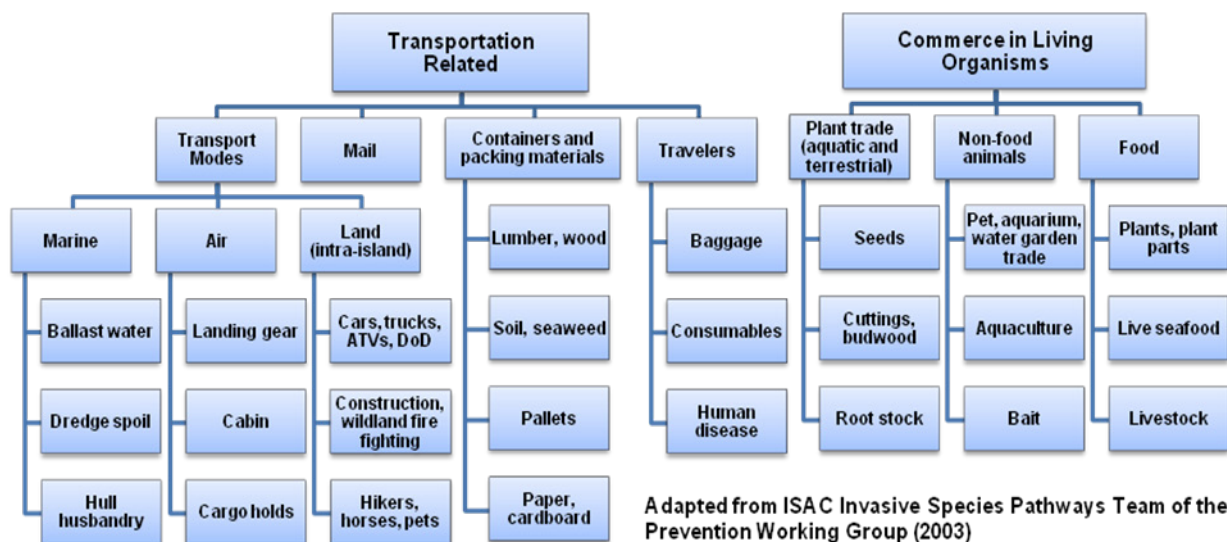 Transportation
Related
Commerce in Living
Organisms
Transport
Modes
Mail
Containers and
packing materials
Travelers
Plant trade
(aquatic and
terrestrial)
Non-food
animals
Food
Marine
Air
Land
(intra-island)
Lumber, wood
Baggage
Seeds
Pet, aquarium,
water garden
trade
Plants, plant
parts
Ballast water
Landing gear
Cars, trucks,
ATVs, DoD
Soil, seaweed
Consumables
Cuttings,
budwood
Aquaculture
Live seafood
Dredge spoil
Cabin
Construction,
wildland fire
fighting
Pallets
Human
disease
Root stock
Bait
Livestock
Hull
husbandry
Cargo holds
Hikers,
horses, pets
Paper,
cardboard
Adapted from ISAC Invasive Species Pathways Team of the
Prevention Working Group (2003)